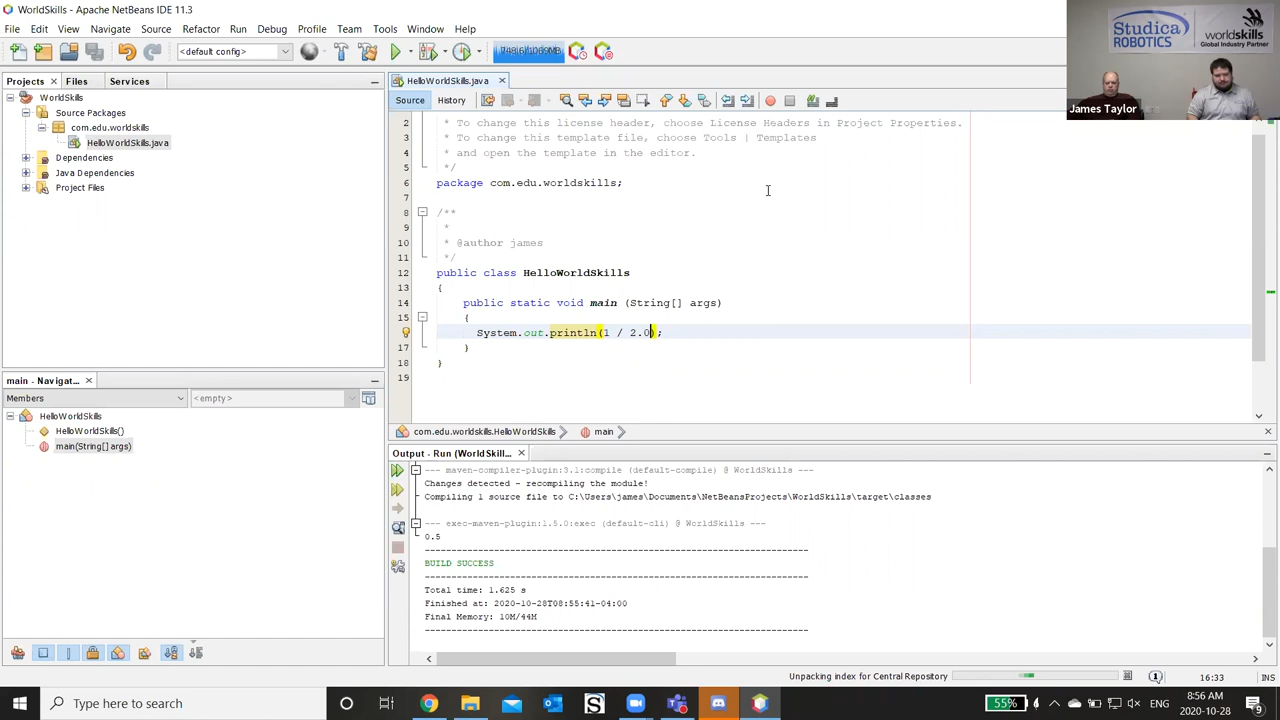 WorldSkills - Apache NetBeans IDE 11.3
File Edit View Navigate Source Refactor Run Debug Profile Team Tools Window Help
<default config>
748.6/1069MB
Studica
ROBOTICS
worldskills
Global Industry Partner
James Taylor
Projects Files Services
WorldSkills
Source Packages
com.edu.worldskills
HelloWorldSkills.java
Dependencies
Java Dependencies
Project Files
HelloWorldSkills.java
Source History
2 * To change this license header, choose License Headers in Project Properties.
3 * To change this template file, choose Tools | Templates
4 * and open the template in the editor.
5 */
6 package com.edu.worldskills;
7
8 /**
9 *
10 * @author james
11 */
12 public class HelloWorldSkills
13 {
14 public static void main (String[] args)
15 {
System.out.println(1 / 2.0);
17 }
18 }
19
com.edu.worldskills.HelloWorldSkills main
main - Navigat...
Members <empty>
HelloWorldSkills
HelloWorldSkills()
main(String[] args)
Output - Run (WorldSkill...
--- maven-compiler-plugin:3.1:compile (default-compile) @ WorldSkills ---
Changes detected - recompiling the module!
Compiling 1 source file to C:\Users\james\Documents\NetBeansProjects\WorldSkills\target\classes
--- exec-maven-plugin:1.5.0:exec (default-cli) @ WorldSkills ---
0.5
------------------------------------------------------------------------
BUILD SUCCESS
------------------------------------------------------------------------
Total time: 1.625 s
Finished at: 2020-10-28T08:55:41-04:00
Final Memory: 10M/44M
------------------------------------------------------------------------
Unpacking index for Central Repository
16:33
Type here to search
55%
8:56 AM
2020-10-28
9